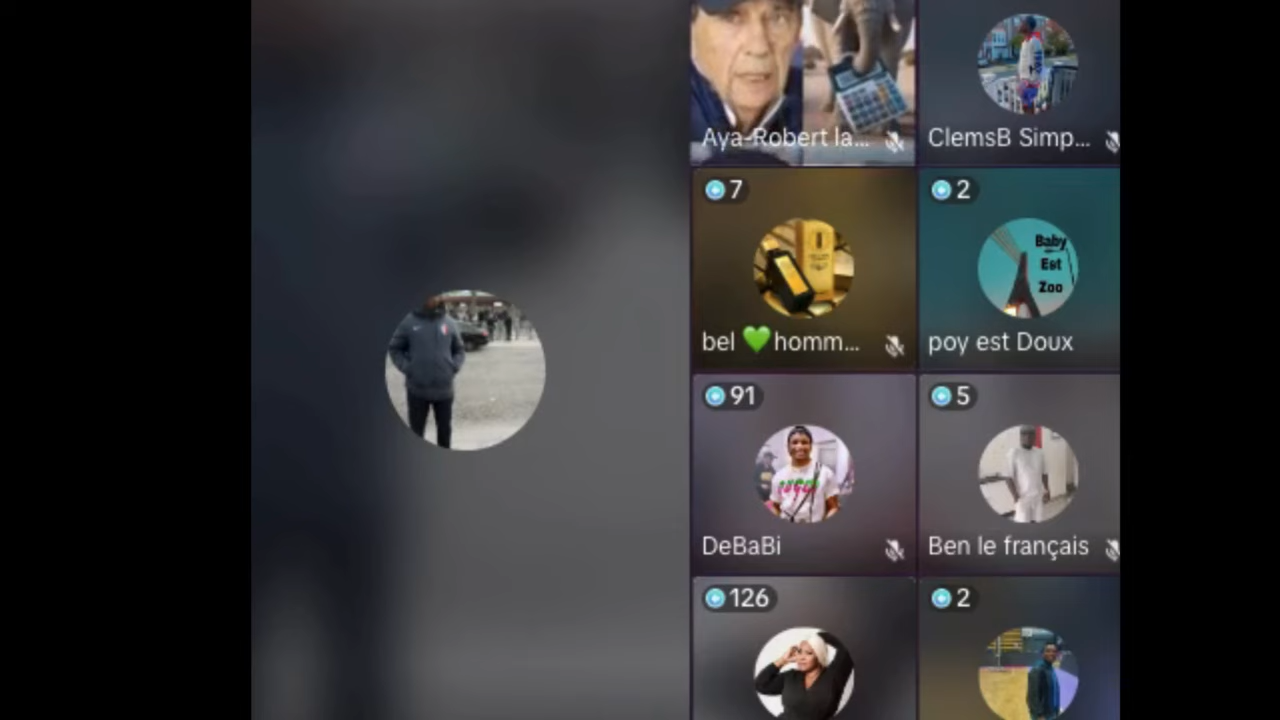 Aya-Robert la...
ClemsB Simp...
7
2
Baby
Est
Zoo
bel 💚homm...
poy est Doux
91
5
GUCCI
DeBaBi
Ben le français
126
2